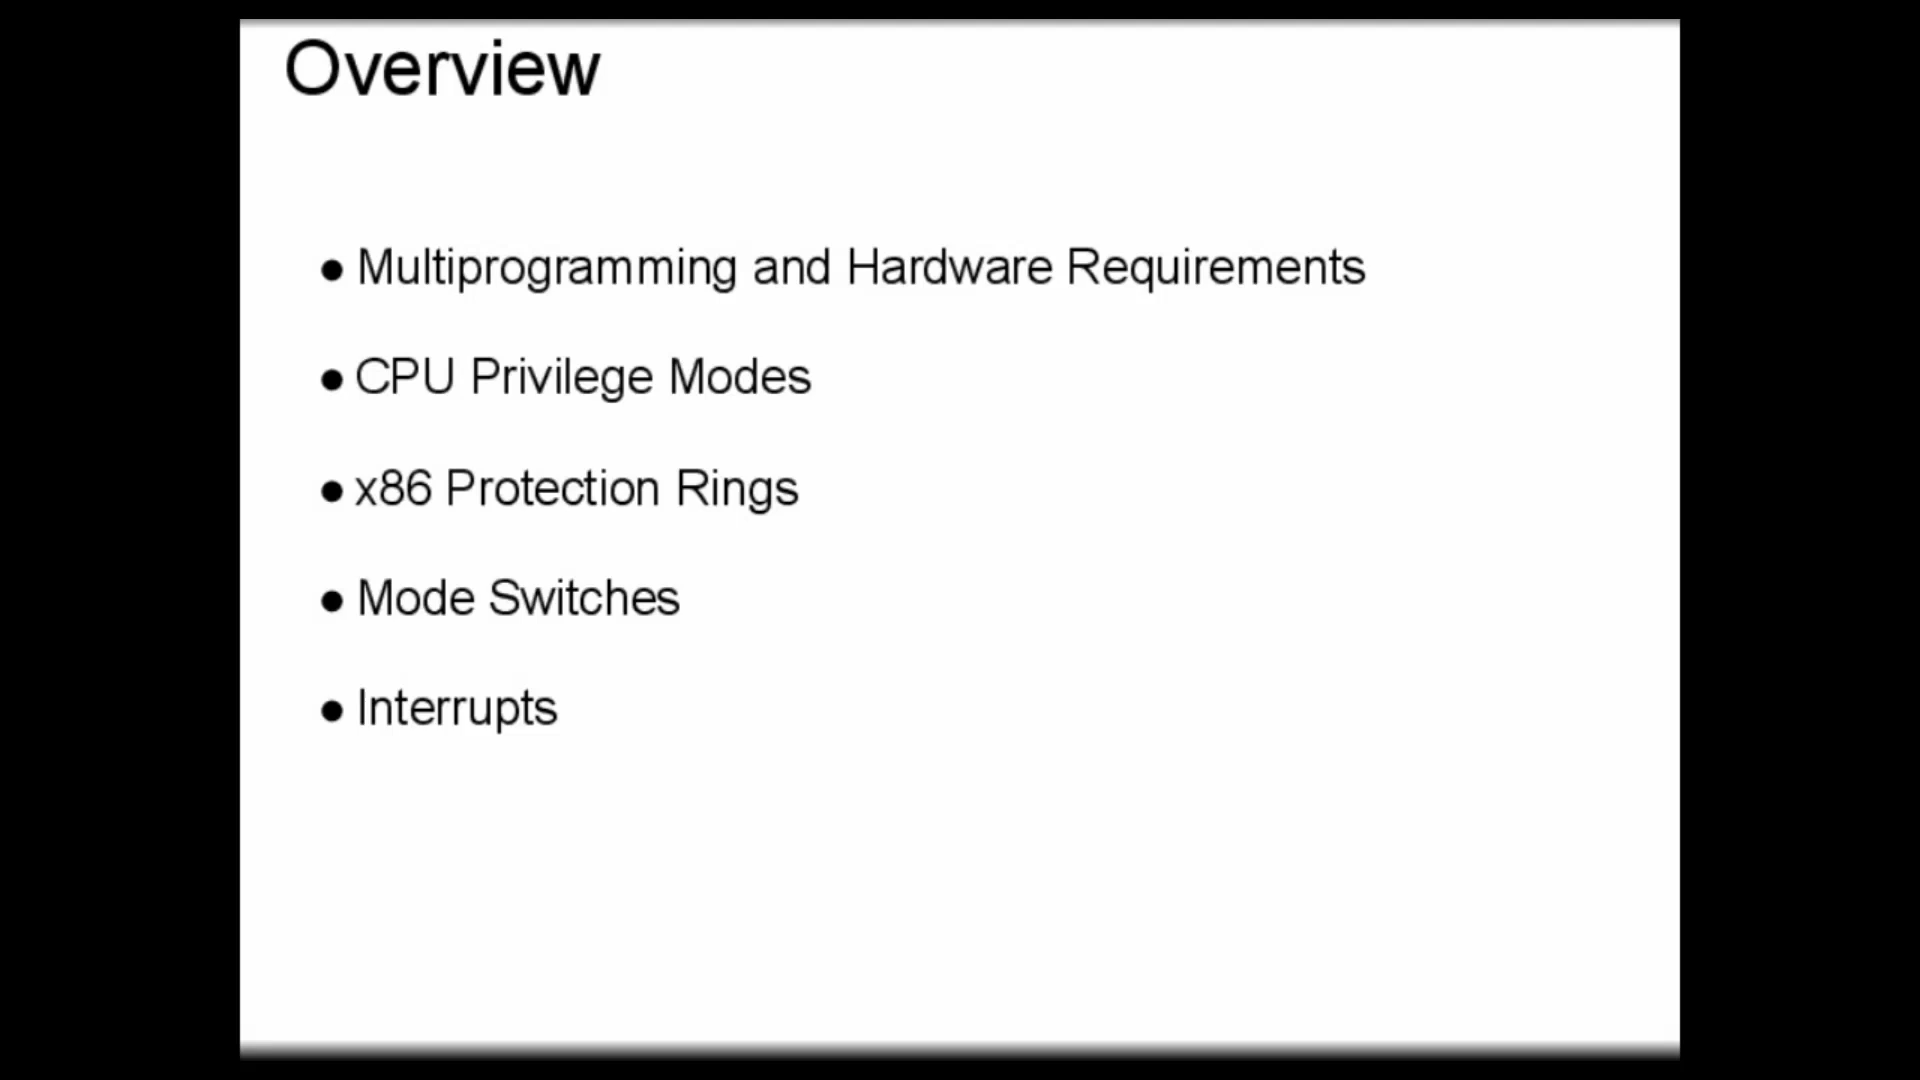 Overview
● Multiprogramming and Hardware Requirements
● CPU Privilege Modes
● x86 Protection Rings
● Mode Switches
● Interrupts